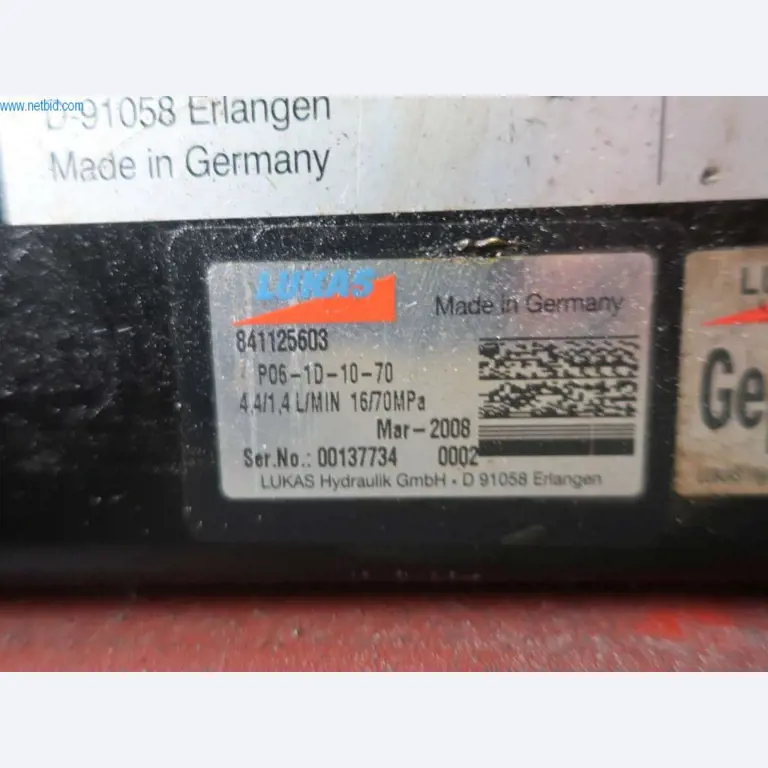 www.netbid.com
D-91058 Erlangen
Made in Germany
LUKAS
Made in Germany
841125603
P06-1D-10-70
4,4/1,4 L/MIN 16/70MPa
Mar-2008
Ser.No.: 00137734 0002
LUKAS Hydraulik GmbH • D 91058 Erlangen